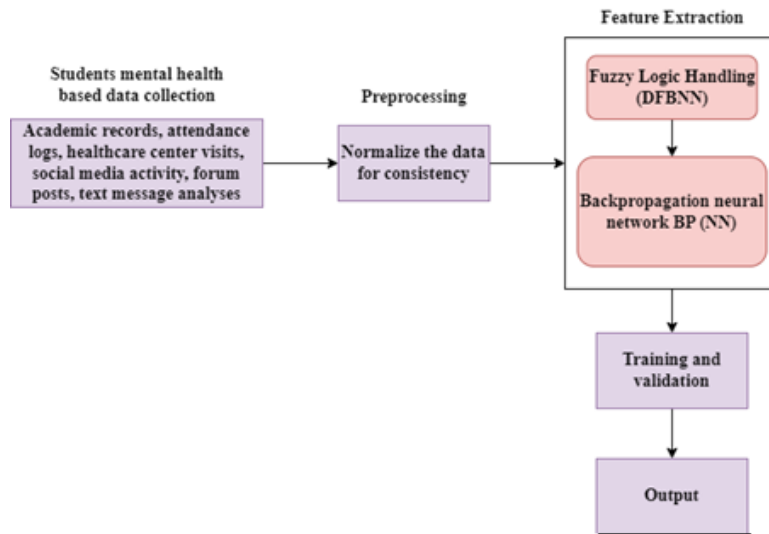 Students mental health
based data collection
Academic records, attendance
logs, healthcare center visits,
social media activity, forum
posts, text message analyses
Preprocessing
Normalize the data
for consistency
Feature Extraction
Fuzzy Logic Handling
(DFBNN)
Backpropagation neural
network BP (NN)
Training and
validation
Output